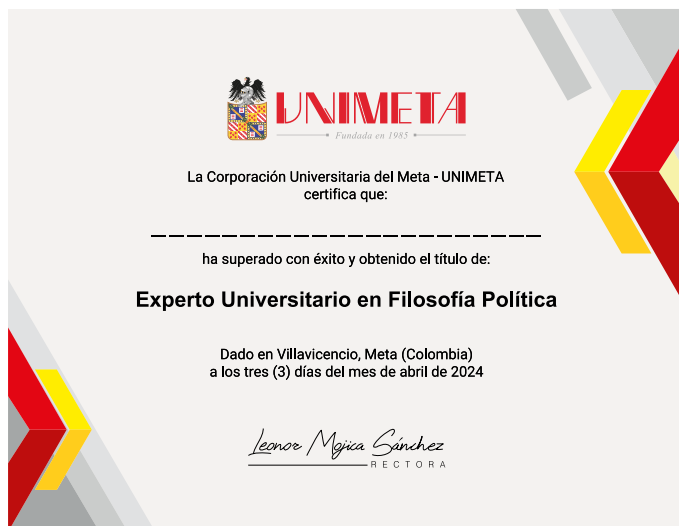 UNIMETA
Fundada en 1985
La Corporación Universitaria del Meta - UNIMETA
certifica que:
ha superado con éxito y obtenido el título de:
Experto Universitario en Filosofía Política
Dado en Villavicencio, Meta (Colombia)
a los tres (3) días del mes de abril de 2024
Leonor Mojica Sánchez
RECTORA